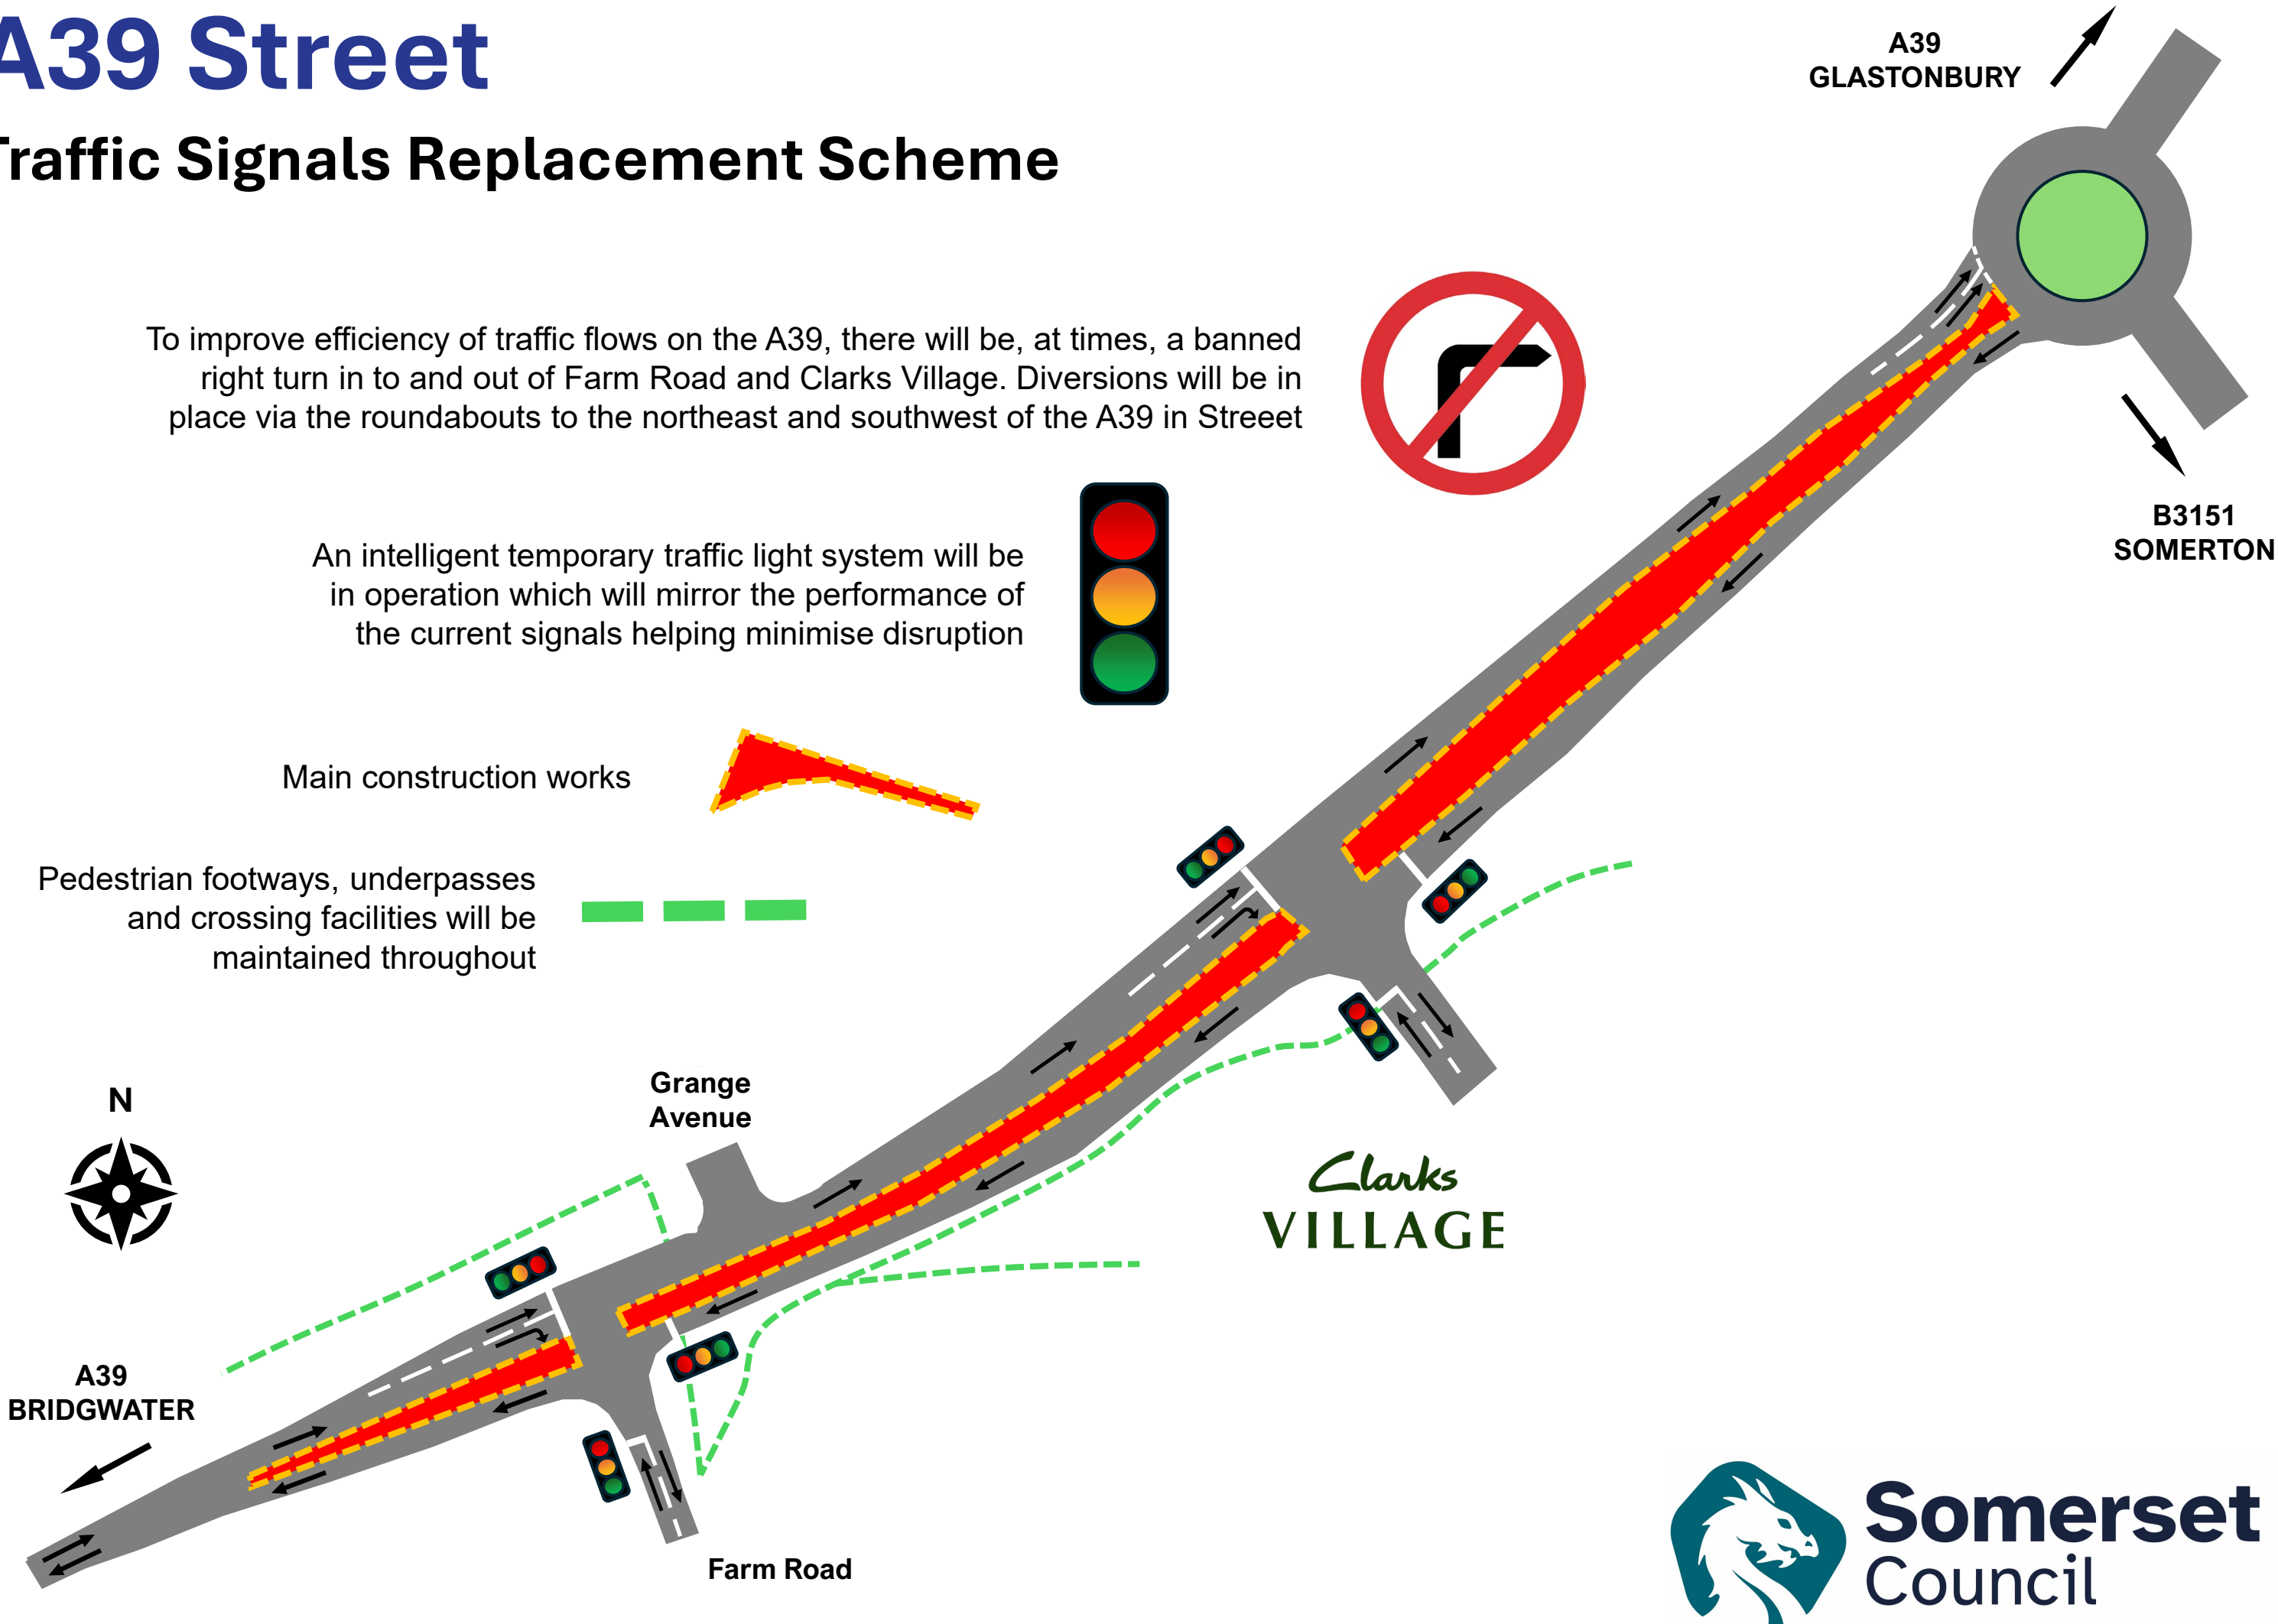 A39 Street
Traffic Signals Replacement Scheme
A39
GLASTONBURY
To improve efficiency of traffic flows on the A39, there will be, at times, a banned
right turn in to and out of Farm Road and Clarks Village. Diversions will be in
place via the roundabouts to the northeast and southwest of the A39 in Streeet
B3151
SOMERTON
An intelligent temporary traffic light system will be
in operation which will mirror the performance of
the current signals helping minimise disruption
Main construction works
Pedestrian footways, underpasses
and crossing facilities will be
maintained throughout
N
Grange
Avenue
Clarks
VILLAGE
A39
BRIDGWATER
Farm Road
Somerset
Council